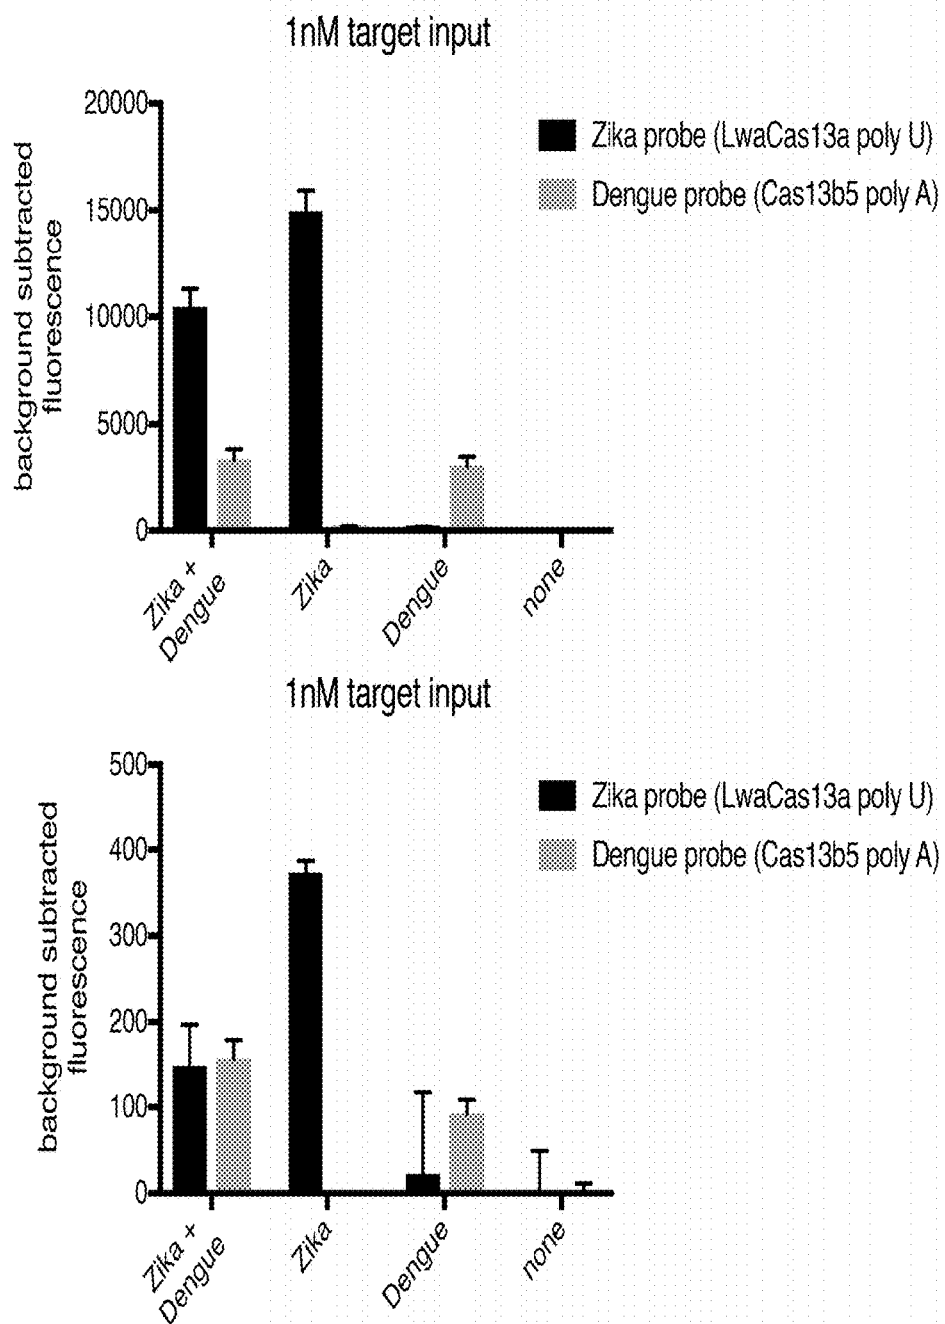 1nM target input
20000
15000
10000
5000
0
background subtracted
fluorescence
Zika probe (LwaCas13a poly U)
Dengue probe (Cas13b5 poly A)
Zika +
Dengue
Zika
Dengue
none
1nM target input
500
400
300
200
100
0
background subtracted
fluorescence
Zika probe (LwaCas13a poly U)
Dengue probe (Cas13b5 poly A)
Zika +
Dengue
Zika
Dengue
none